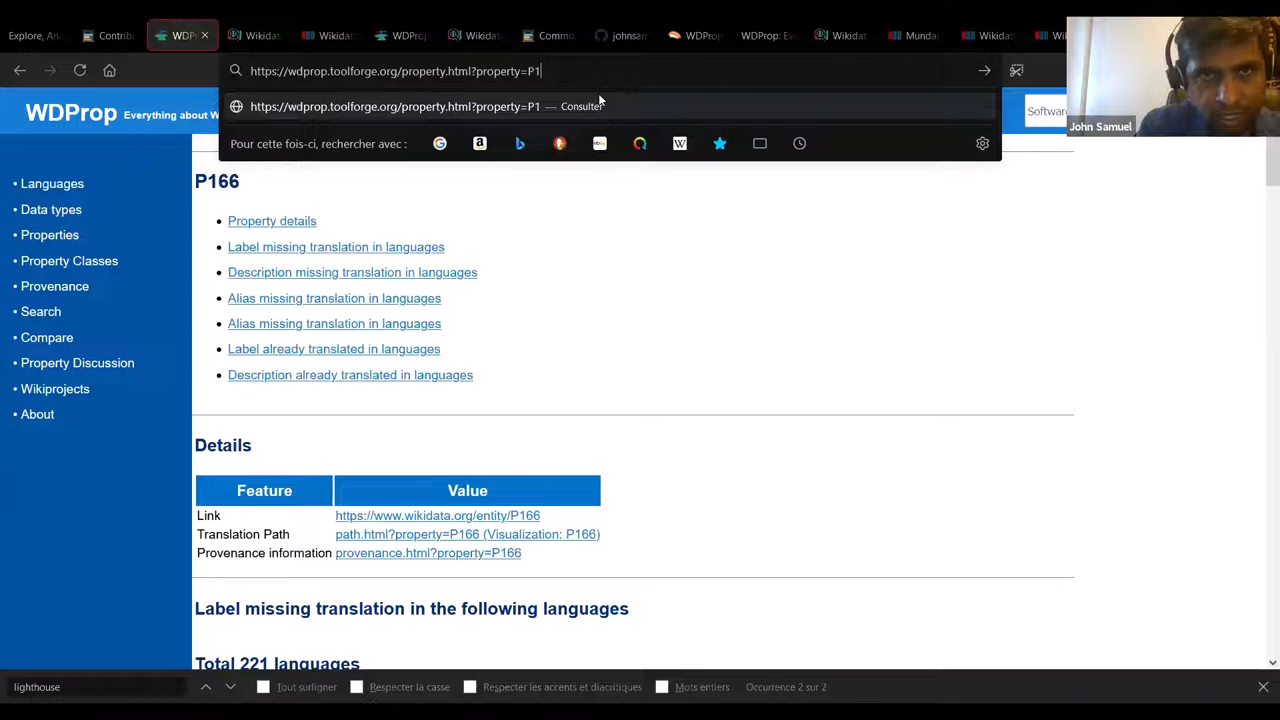 Explore, An
Contrib
WDP
Wikidat
Wikida
WDProp
Wikidat
Commo
johnsam
WDPro
WDProp: Ev
Wikidat
Munda
Wikida
Wiki
https://wdprop.toolforge.org/property.html?property=P1
https://wdprop.toolforge.org/property.html?property=P1 — Consulter
Pour cette fois-ci, rechercher avec :
WDProp Everything about W
Software
John Samuel
• Languages
• Data types
• Properties
• Property Classes
• Provenance
• Search
• Compare
• Property Discussion
• Wikiprojects
• About
P166
• Property details
• Label missing translation in languages
• Description missing translation in languages
• Alias missing translation in languages
• Alias missing translation in languages
• Label already translated in languages
• Description already translated in languages
Details
Feature Value
Link https://www.wikidata.org/entity/P166
Translation Path path.html?property=P166 (Visualization: P166)
Provenance information provenance.html?property=P166
Label missing translation in the following languages
Total 221 languages
lighthouse Tout surligner Respecter la casse Respecter les accents et diacritiques Mots entiers Occurrence 2 sur 2